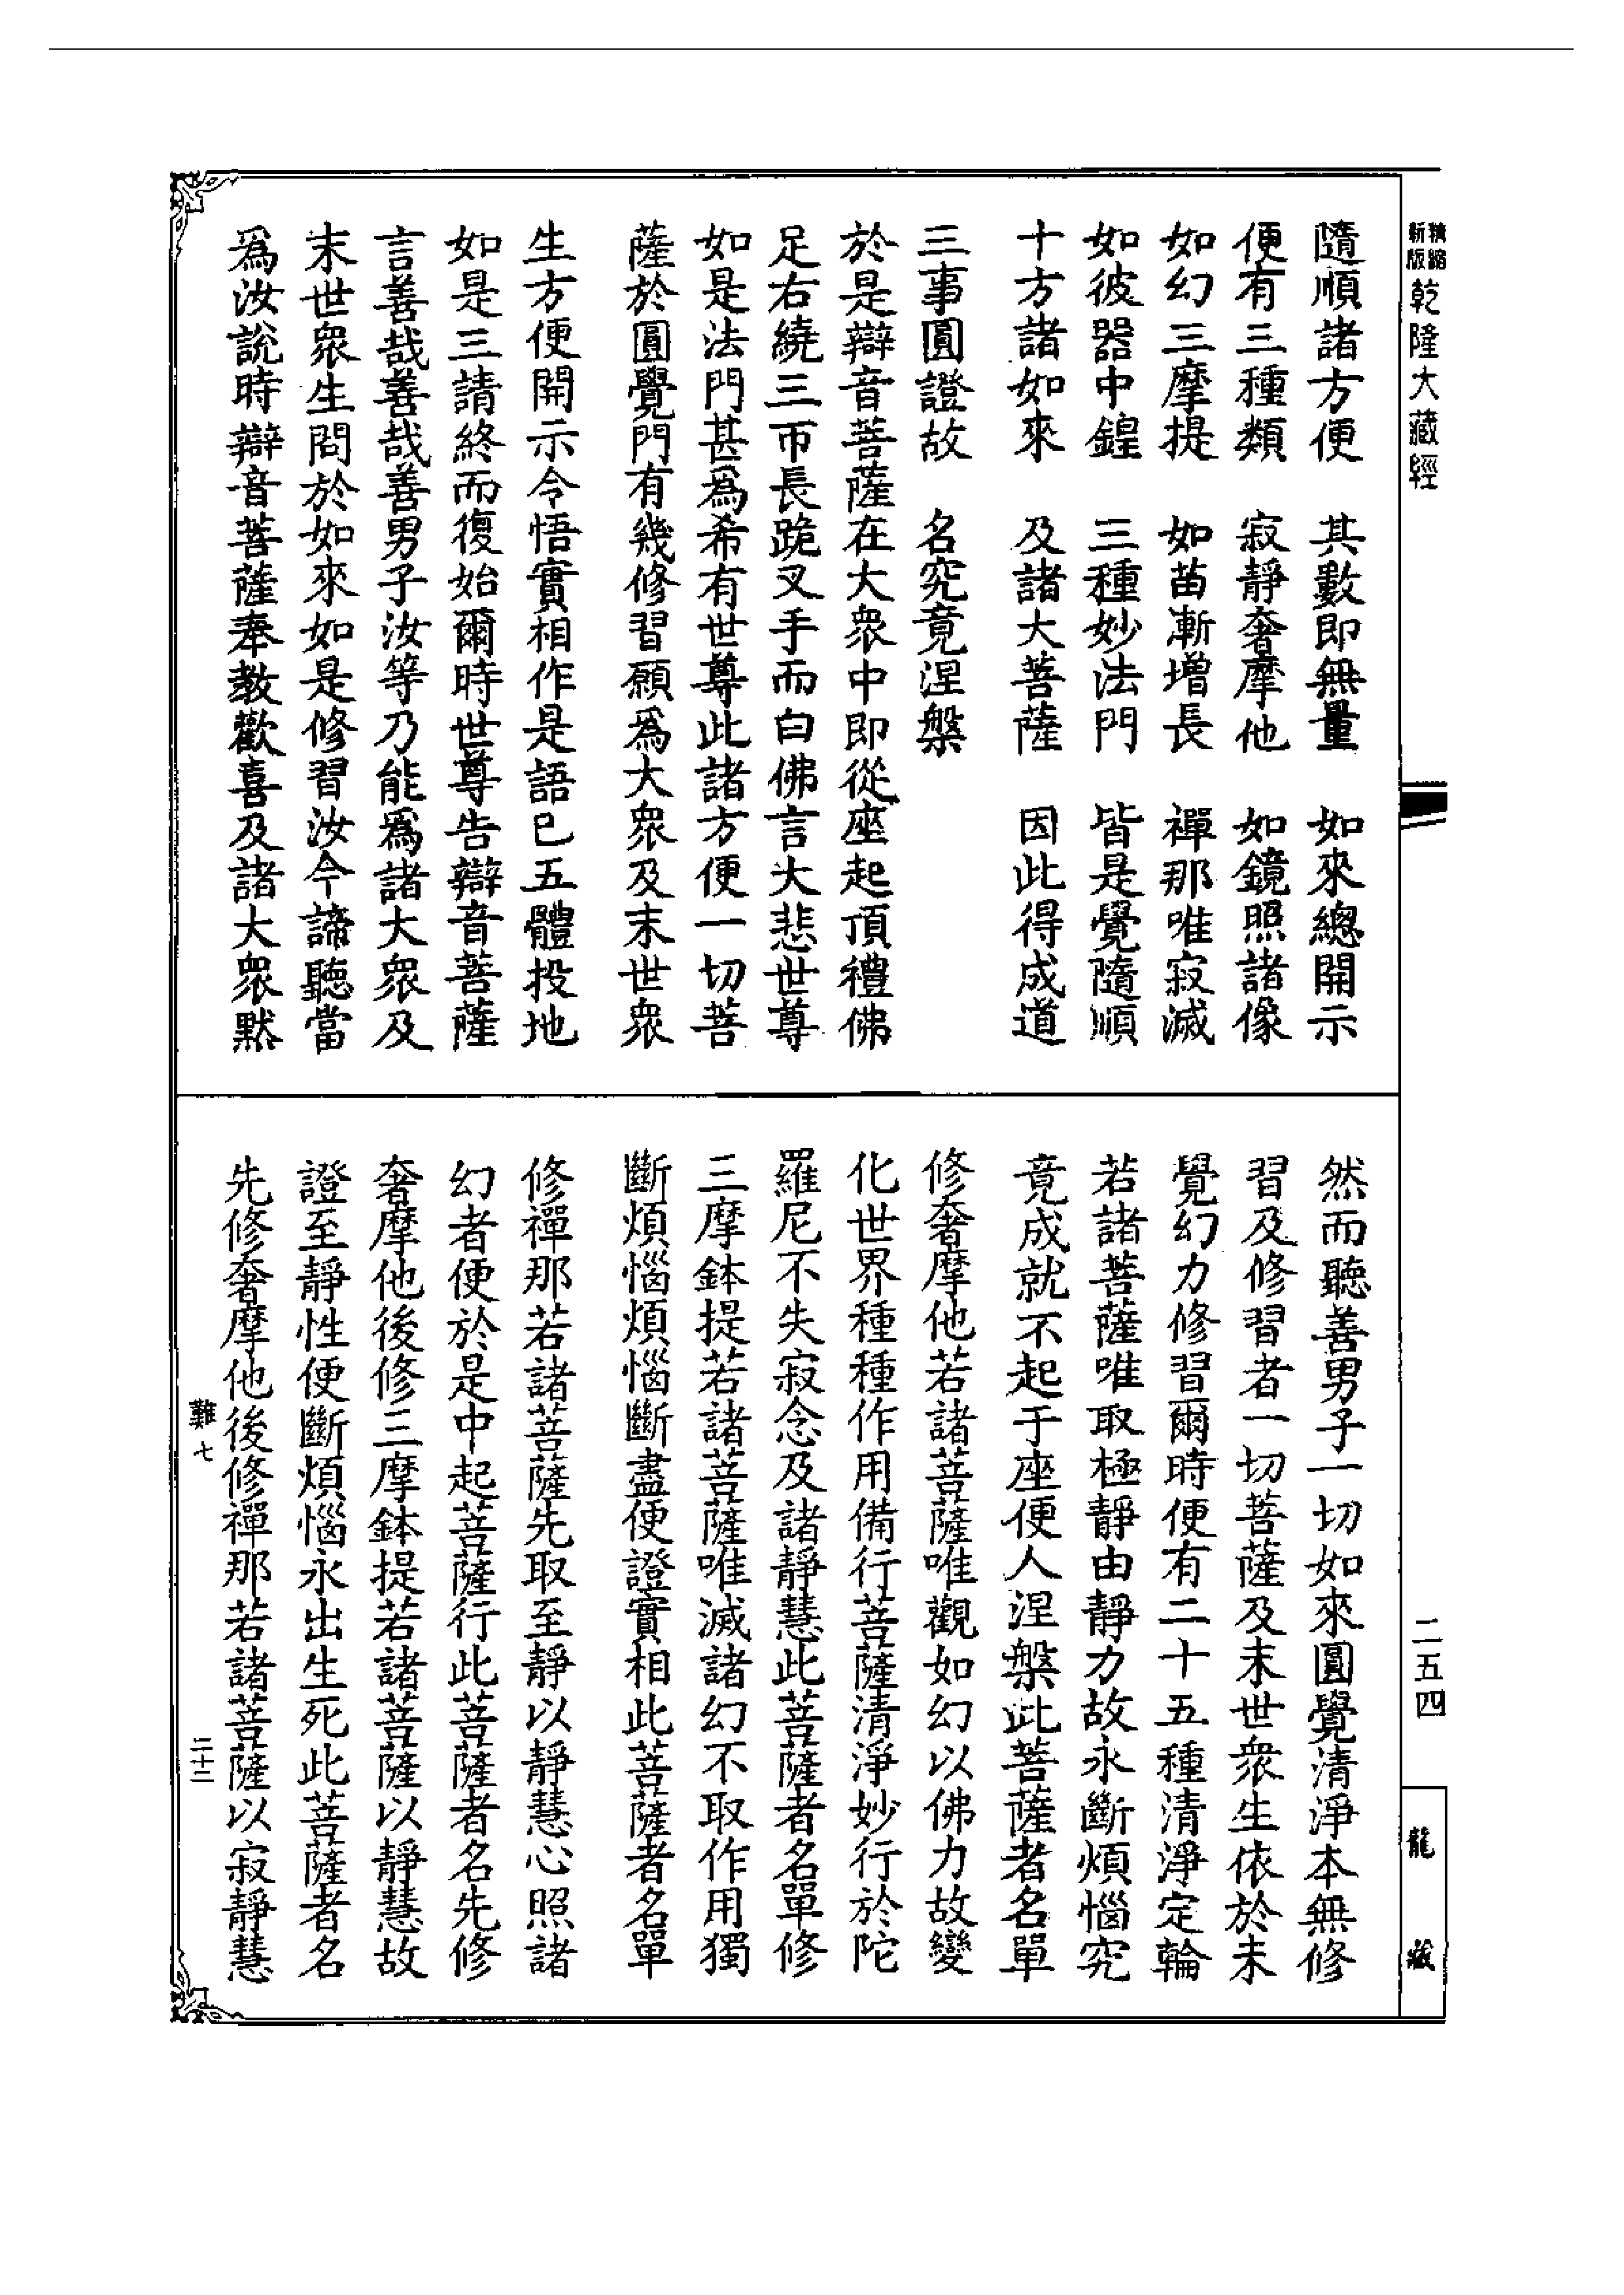 精縮新版乾隆大藏經
隨順諸方便　其數即無量　如來總開示
便有三種類　寂靜奢摩他　如鏡照諸像
如幻三摩提　如苗漸增長　禪那唯寂滅
如彼器中鍠　三種妙法門　皆是覺隨順
十方諸如來　及諸大菩薩　因此得成道
三事圓證故　名究竟涅槃
於是辯音菩薩在大眾中即從座起頂禮佛
足右繞三帀長跪叉手而白佛言大悲世尊
如是法門甚爲希有世尊此諸方便一切菩
薩於圓覺門有幾修習願爲大眾及末世眾
生方便開示令悟實相作是語已五體投地
如是三請終而復始爾時世尊告辯音菩薩
言善哉善哉善男子汝等乃能爲諸大眾及
末世眾生問於如來如是修習汝今諦聽當
爲汝說時辯音菩薩奉教歡喜及諸大眾默
然而聽善男子一切如來圓覺清淨本無修
習及修習者一切菩薩及末世眾生依於未
覺幻力修習爾時便有二十五種清淨定輪
若諸菩薩唯取極靜由靜力故永斷煩惱究
竟成就不起于座便人涅槃此菩薩者名單
修奢摩他若諸菩薩唯觀如幻以佛力故變
化世界種種作用備行菩薩清淨妙行於陀
羅尼不失寂念及諸靜慧此菩薩者名單修
三摩鉢提若諸菩薩唯滅諸幻不取作用獨
斷煩惱煩惱斷盡便證實相此菩薩者名單
修禪那若諸菩薩先取至靜以靜慧心照諸
幻者便於是中起菩薩行此菩薩者名先修
奢摩他後修三摩鉢提若諸菩薩以靜慧故
證至靜性便斷煩惱永出生死此菩薩者名
先修奢摩他後修禪那若諸菩薩以寂靜慧
難七
二五四
龍藏